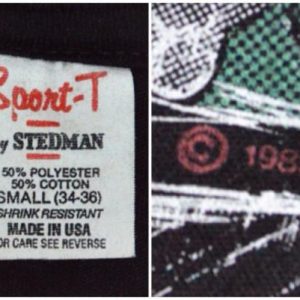 Sport-T
by STEDMAN
50% POLYESTER
50% COTTON
SMALL (34-36)
SHRINK RESISTANT
MADE IN USA
FOR CARE SEE REVERSE
© 198